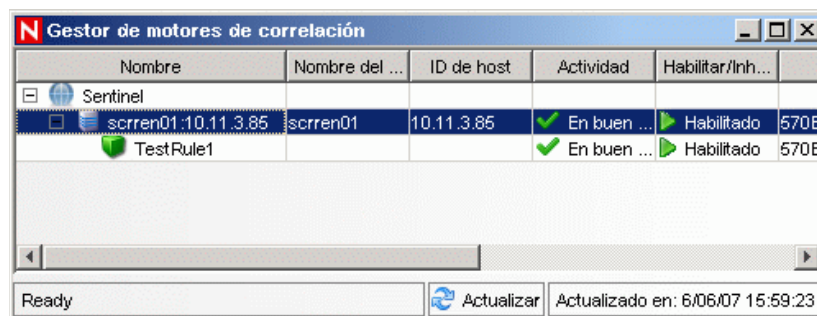 N Gestor de motores de correlación
Nombre Nombre del ... ID de host Actividad Habilitar/Inh...
Sentinel
scrren01:10.11.3.85 scrren01 10.11.3.85 En buen ... Habilitado 570E
TestRule1 En buen ... Habilitado 570E
Ready Actualizar Actualizado en: 6/06/07 15:59:23